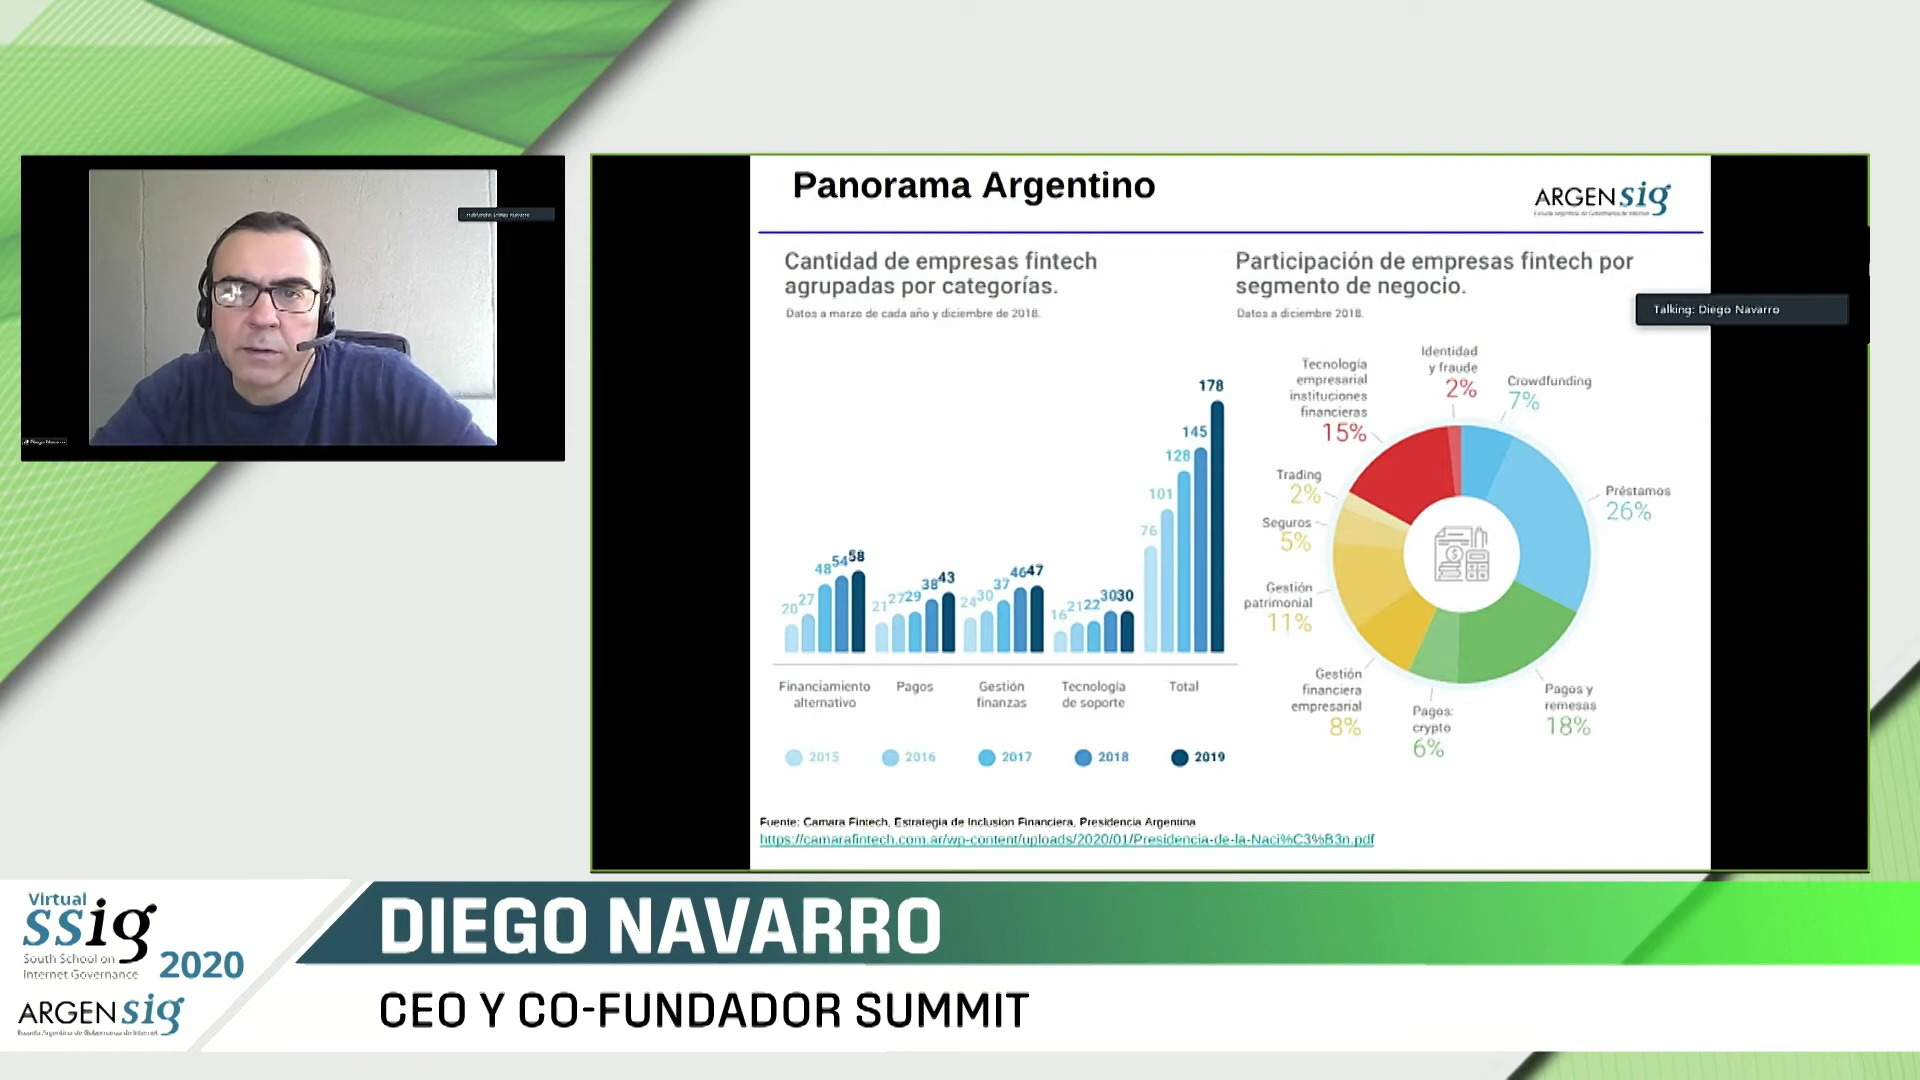 Panorama Argentino
ARGENsig
Cantidad de empresas fintech
agrupadas por categorías.
Datos a marzo de cada año y diciembre de 2018.
178
145
128
101
76
58
54
48
27
20
43
38
29
27
21
47
46
37
30
24
30
30
22
21
16
Financiamiento
alternativo
Pagos
Gestión
finanzas
Tecnología
de soporte
Total
2015
2016
2017
2018
2019
Participación de empresas fintech por
segmento de negocio.
Datos a diciembre 2018.
Talking: Diego Navarro
Identidad
y fraude
2%
Crowdfunding
7%
Tecnología
empresarial
instituciones
financieras
15%
Trading
2%
Préstamos
26%
Seguros
5%
Gestión
patrimonial
11%
Gestión
financiera
empresarial
8%
Pagos:
crypto
6%
Pagos y
remesas
18%
Fuente: Camara Fintech, Estrategia de Inclusion Financiera, Presidencia Argentina
https://camarafintech.com.ar/wp-content/uploads/2020/01/Presidencia-de-la-Naci%C3%B3n.pdf
Virtual
ssig
South School on
Internet Governance
2020
ARGENsig
Escuela Argentina de Gobernanza de Internet
DIEGO NAVARRO
CEO Y CO-FUNDADOR SUMMIT